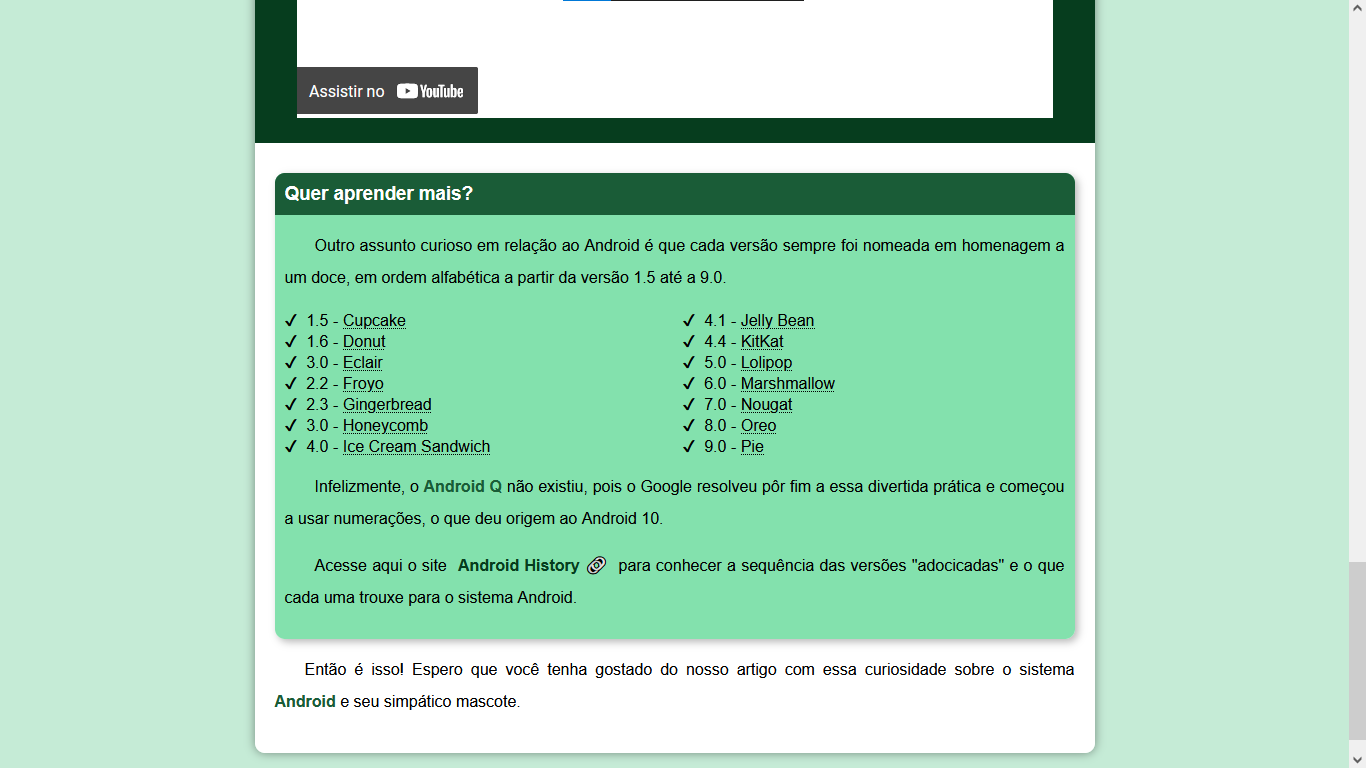 Assistir no YouTube
Quer aprender mais?
Outro assunto curioso em relação ao Android é que cada versão sempre foi nomeada em homenagem a
um doce, em ordem alfabética a partir da versão 1.5 até a 9.0.
✔ 1.5 - Cupcake
✔ 1.6 - Donut
✔ 3.0 - Eclair
✔ 2.2 - Froyo
✔ 2.3 - Gingerbread
✔ 3.0 - Honeycomb
✔ 4.0 - Ice Cream Sandwich
✔ 4.1 - Jelly Bean
✔ 4.4 - KitKat
✔ 5.0 - Lolipop
✔ 6.0 - Marshmallow
✔ 7.0 - Nougat
✔ 8.0 - Oreo
✔ 9.0 - Pie
Infelizmente, o Android Q não existiu, pois o Google resolveu pôr fim a essa divertida prática e começou
a usar numerações, o que deu origem ao Android 10.
Acesse aqui o site Android History 🔗 para conhecer a sequência das versões "adocicadas" e o que
cada uma trouxe para o sistema Android.
Então é isso! Espero que você tenha gostado do nosso artigo com essa curiosidade sobre o sistema
Android e seu simpático mascote.